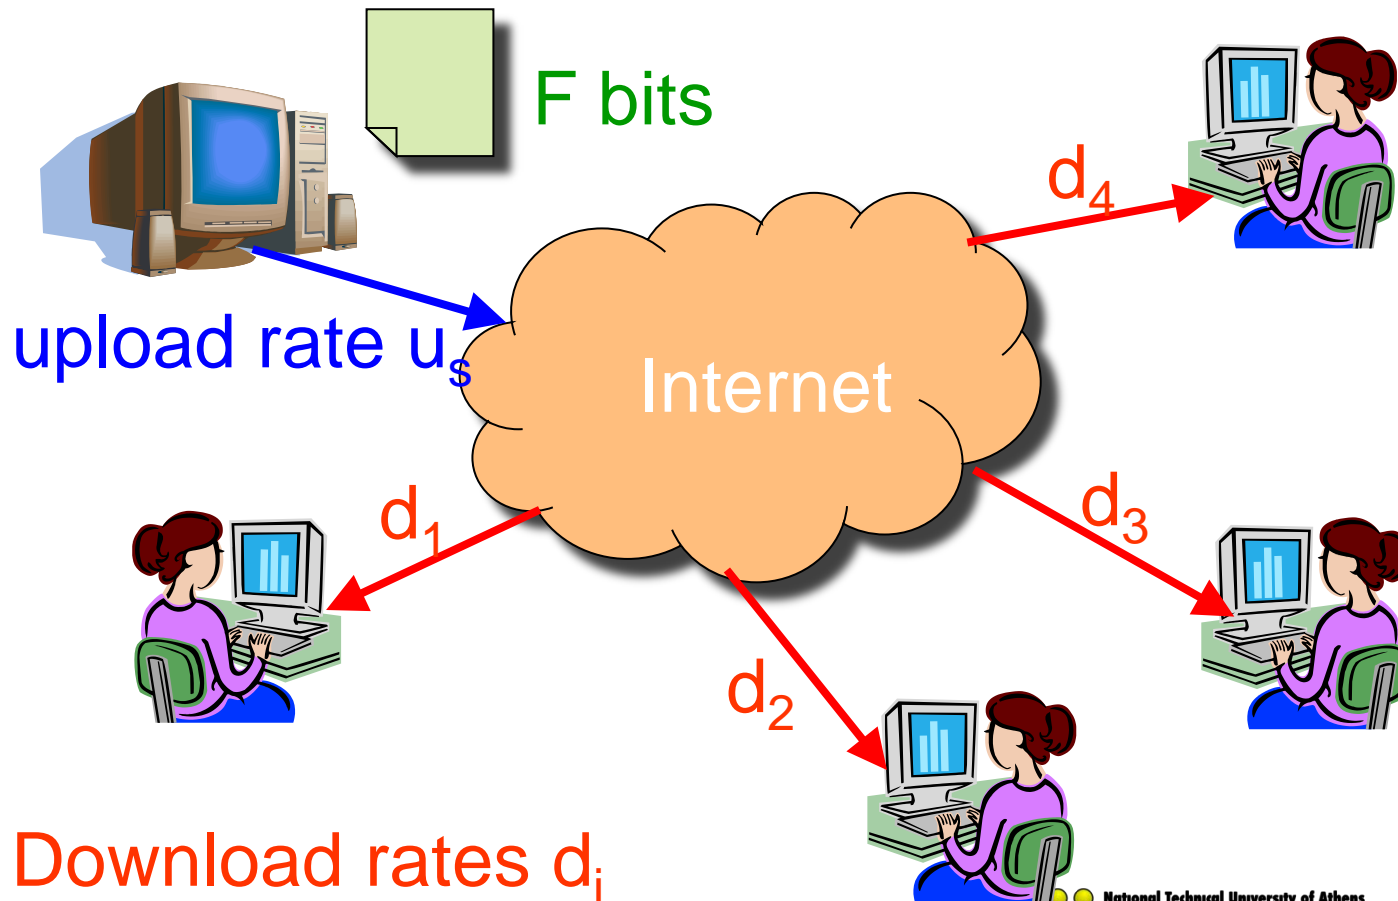 F bits
d4
upload rate us
Internet
d1
d3
d2
Download rates di
National Technical University of Athens